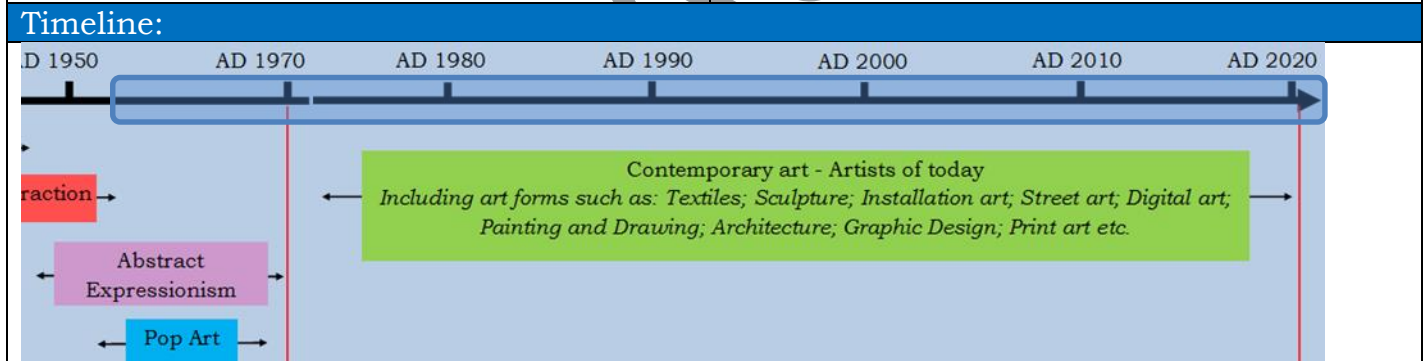 Timeline:
.D 1950 AD 1970 AD 1980 AD 1990 AD 2000 AD 2010 AD 2020
Contemporary art - Artists of today
raction
Including art forms such as: Textiles; Sculpture; Installation art; Street art; Digital art;
Painting and Drawing; Architecture; Graphic Design; Print art etc.
Abstract
Expressionism
Pop Art